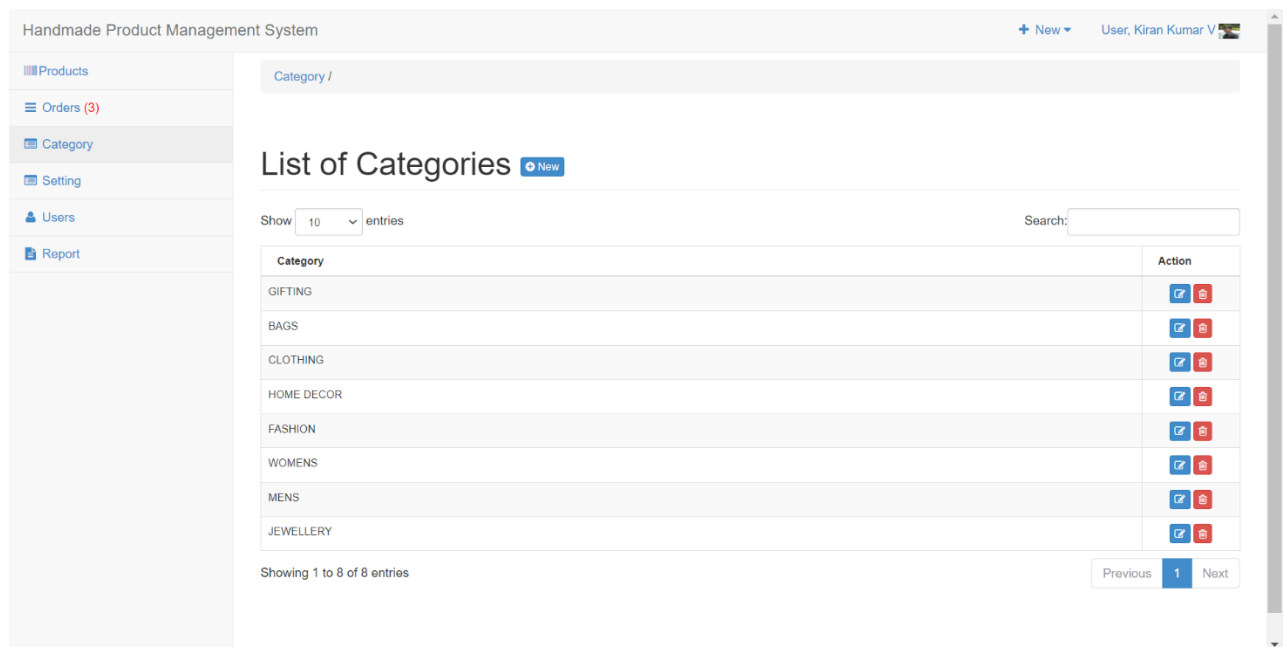 Handmade Product Management System
New
User, Kiran Kumar V
Products
Orders (3)
Category
Setting
Users
Report
Category /
List of Categories New
Show 10 entries
Search:
Category Action
GIFTING
BAGS
CLOTHING
HOME DECOR
FASHION
WOMENS
MENS
JEWELLERY
Showing 1 to 8 of 8 entries
Previous 1 Next